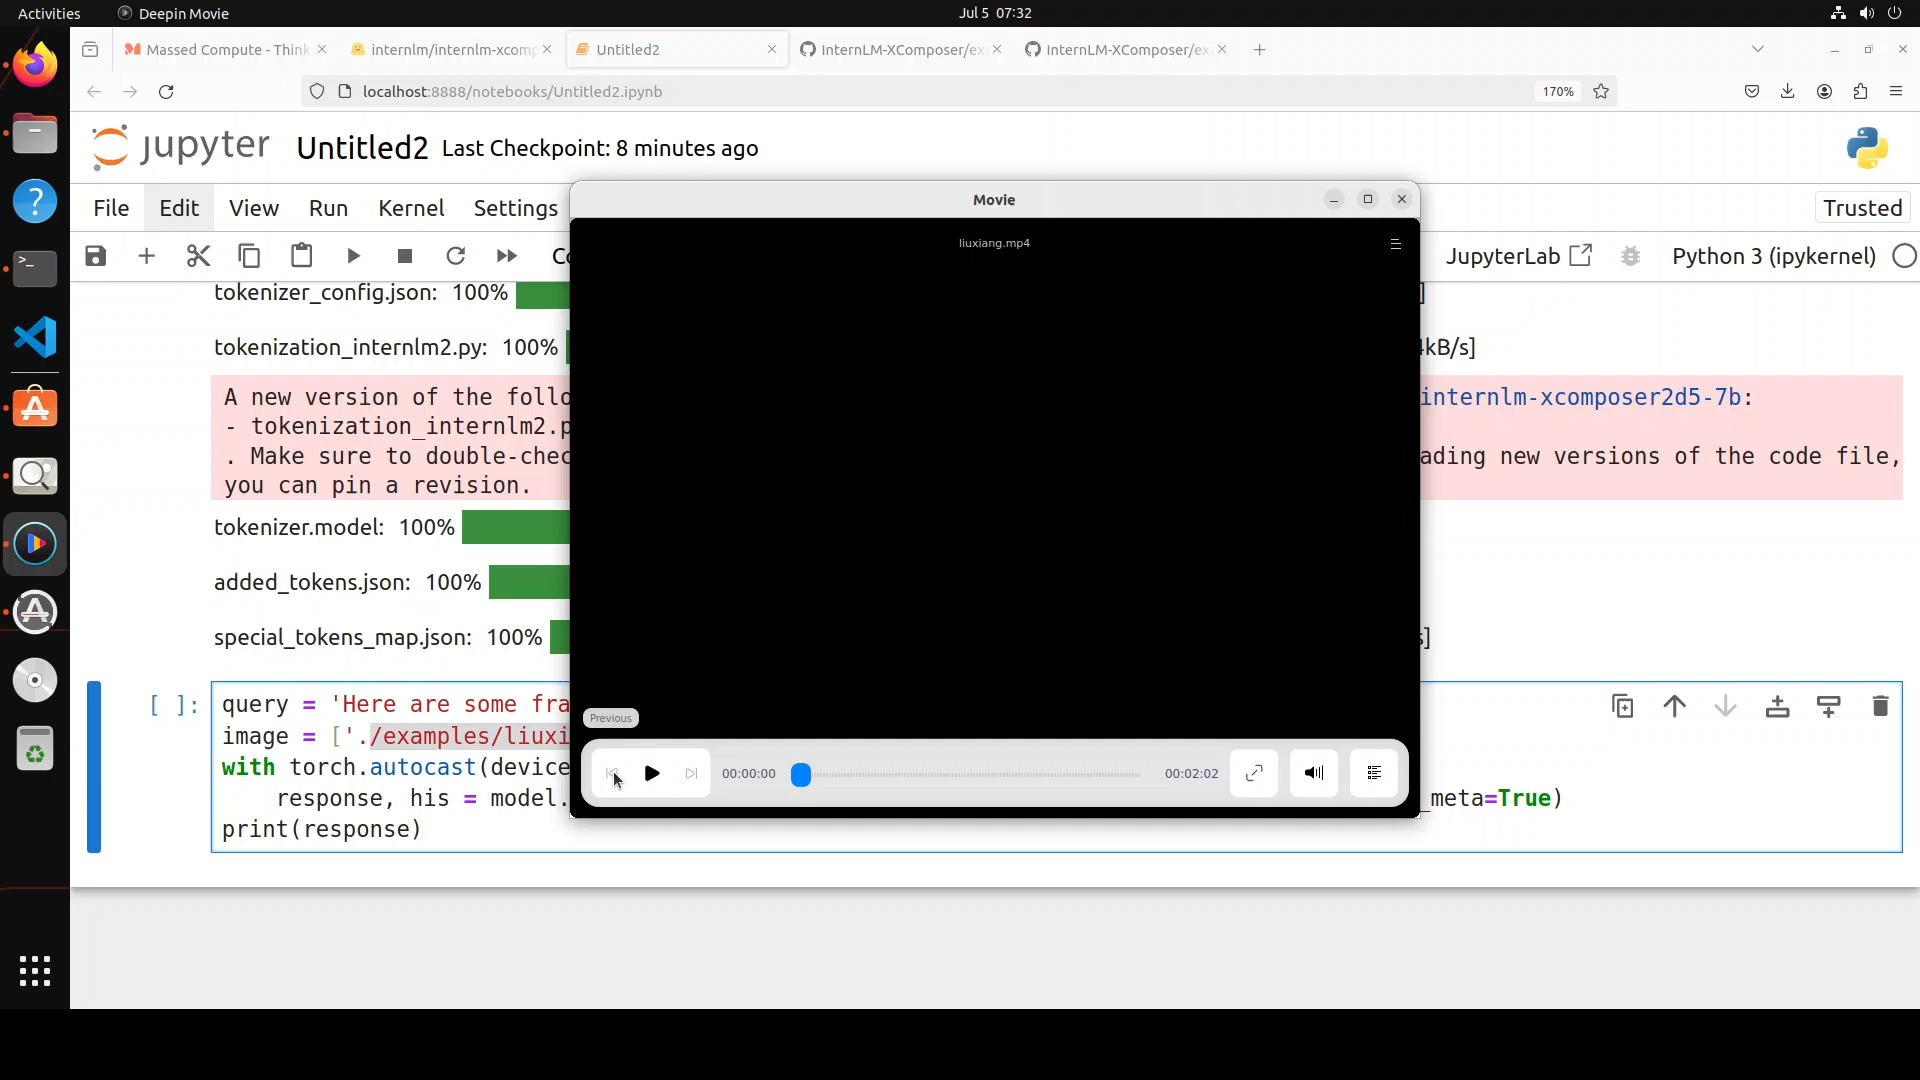 Activities
Deepin Movie
Jul 5 07:32
Massed Compute - Think
internlm/internlm-xcomp
Untitled2
InternLM-XComposer/ex
InternLM-XComposer/ex
localhost:8888/notebooks/Untitled2.ipynb
170%
jupyter
Untitled2
Last Checkpoint: 8 minutes ago
File
Edit
View
Run
Kernel
Settings
Trusted
Co
JupyterLab
Python 3 (ipykernel)
Movie
liuxiang.mp4
tokenizer_config.json: 100%
]
tokenization_internlm2.py: 100%
kB/s]
A new version of the follo
internlm-xcomposer2d5-7b:
- tokenization_internlm2.p
. Make sure to double-chec
ading new versions of the code file,
you can pin a revision.
tokenizer.model: 100%
added_tokens.json: 100%
special_tokens_map.json: 100%
s]
Previous
00:00:00
00:02:02
[ ]:
query = 'Here are some fra
image = ['./examples/liuxi
with torch.autocast(device
response, his = model.
_meta=True)
print(response)